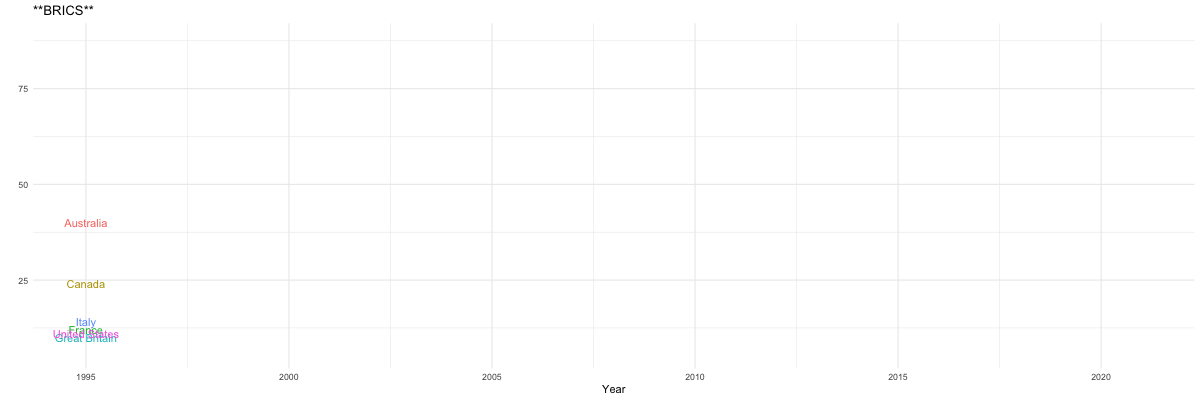 **BRICS**
75
50
Australia
Canada
25
Italy
France
United States
Great Britain
1995 2000 2005 2010 2015 2020
Year